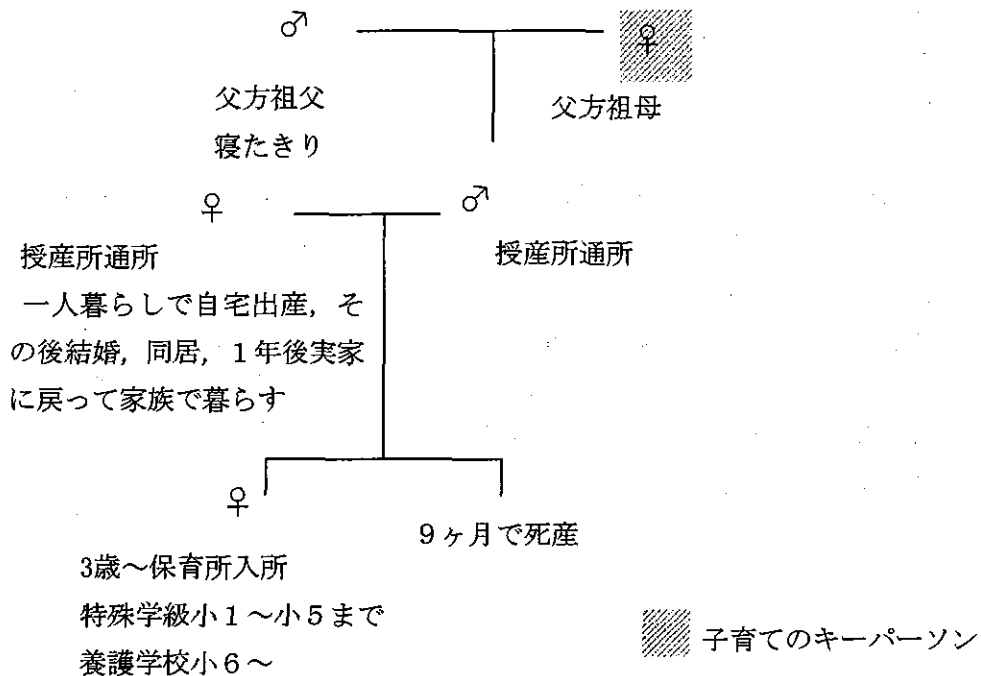 ♂
♀
父方祖父
寝たきり
父方祖母
♀
♂
授産所通所
一人暮らしで自宅出産，そ
の後結婚，同居，1年後実家
に戻って家族で暮らす
授産所通所
♀
9ヶ月で死産
3歳～保育所入所
特殊学級小1～小5まで
養護学校小6～
子育てのキーパーソン